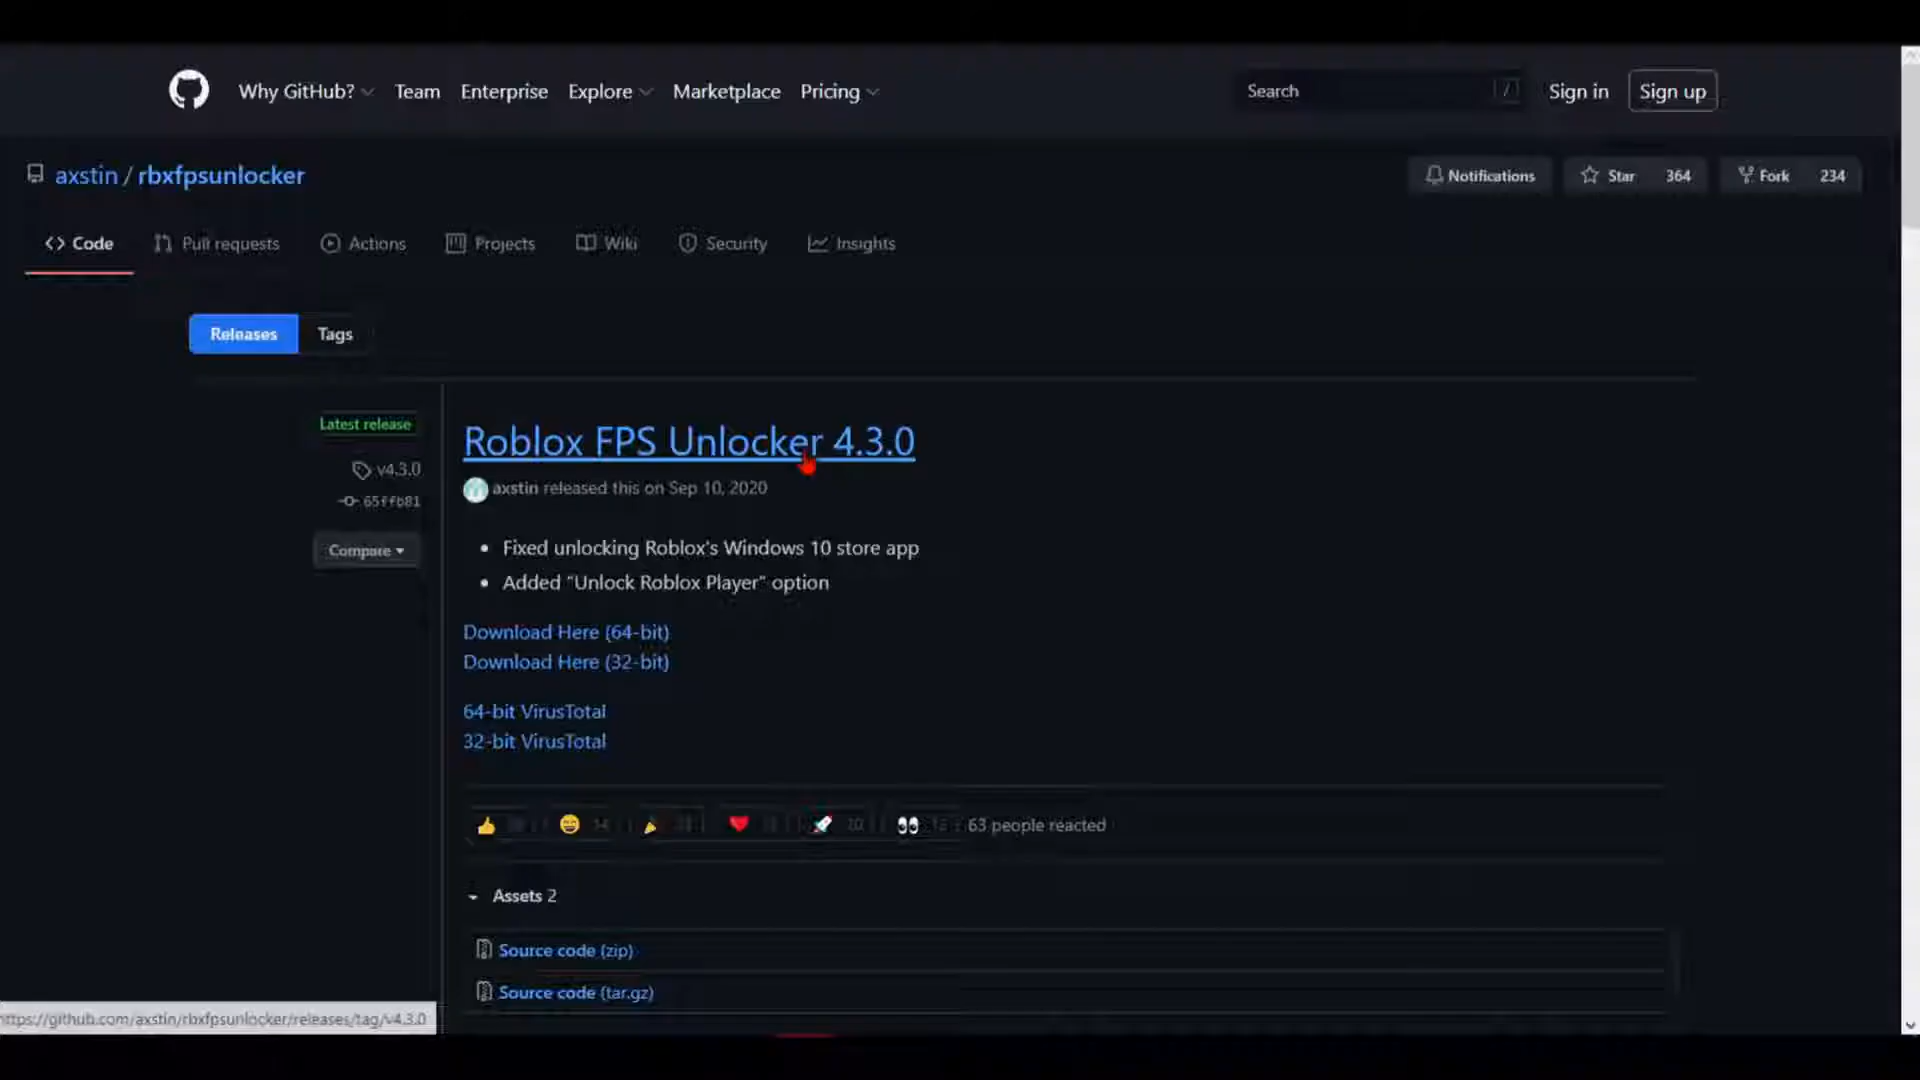 Why GitHub? Team Enterprise Explore Marketplace Pricing Search / Sign in Sign up
axstin / rbxfpsunlocker Notifications Star 364 Fork 234
<> Code Pull requests Actions Projects Wiki Security Insights
Releases Tags
Latest release
v4.3.0
65ffb81
Compare
Roblox FPS Unlocker 4.3.0
axstin released this on Sep 10, 2020
• Fixed unlocking Roblox's Windows 10 store app
• Added "Unlock Roblox Player" option
Download Here (64-bit)
Download Here (32-bit)
64-bit VirusTotal
32-bit VirusTotal
63 people reacted
Assets 2
Source code (zip)
Source code (tar.gz)
https://github.com/axstin/rbxfpsunlocker/releases/tag/v4.3.0